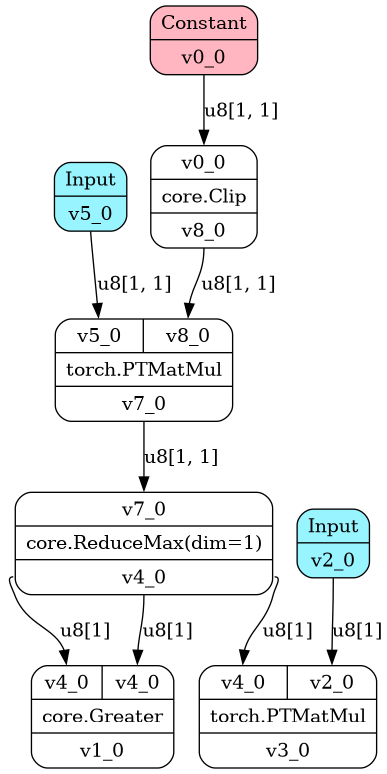 Constant
v0_0
u8[1, 1]
v0_0
core.Clip
v8_0
Input
v5_0
u8[1, 1]
u8[1, 1]
v5_0 v8_0
torch.PTMatMul
v7_0
u8[1, 1]
v7_0
core.ReduceMax(dim=1)
v4_0
Input
v2_0
u8[1] u8[1] u8[1] u8[1]
v4_0 v4_0
core.Greater
v1_0
v4_0 v2_0
torch.PTMatMul
v3_0